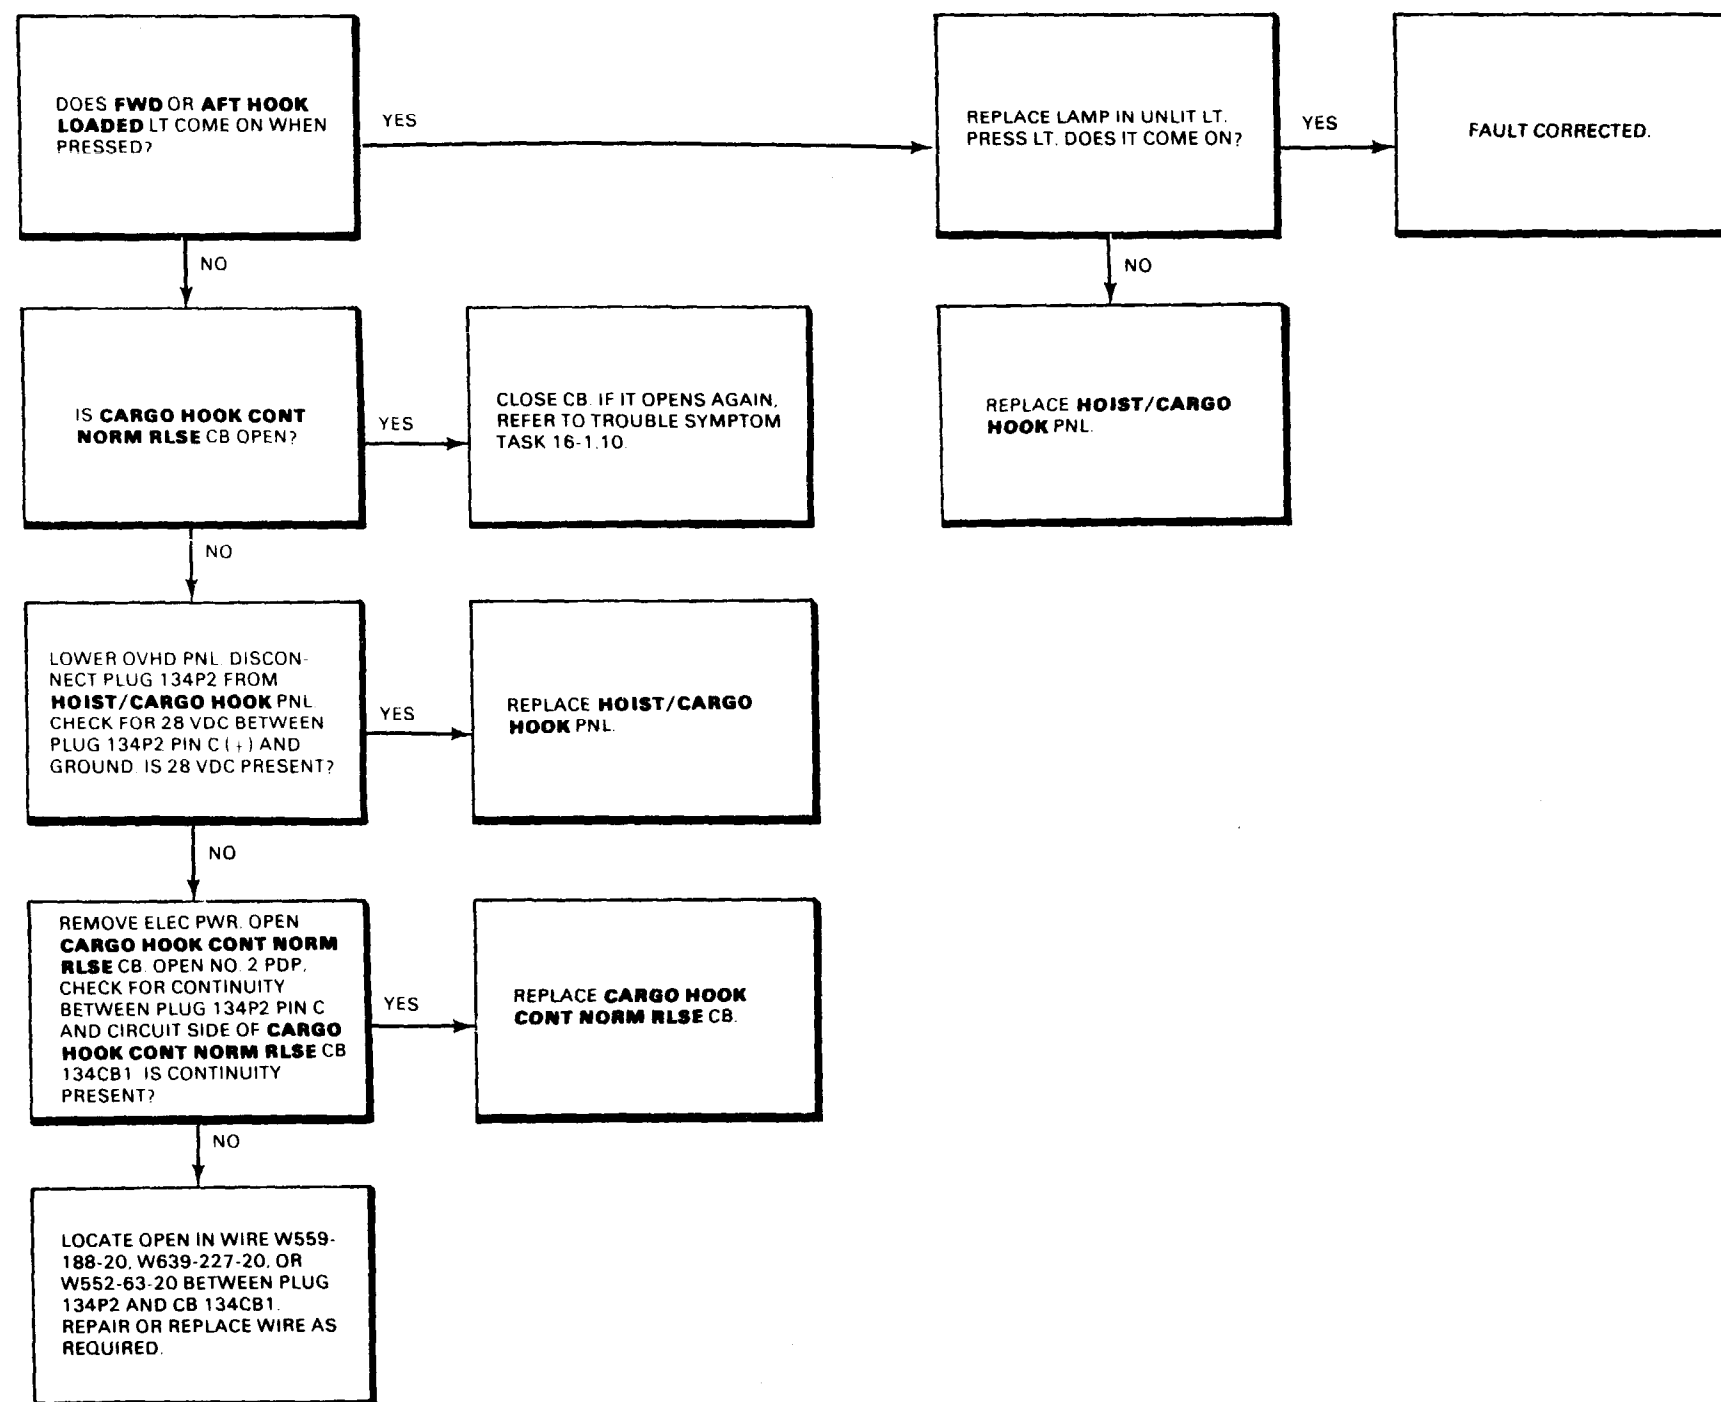 DOES FWD OR AFT HOOK
LOADED LT COME ON WHEN
PRESSED?
YES
REPLACE LAMP IN UNLIT LT.
PRESS LT. DOES IT COME ON?
YES
FAULT CORRECTED.
NO
NO
IS CARGO HOOK CONT
NORM RLSE CB OPEN?
YES
CLOSE CB. IF IT OPENS AGAIN,
REFER TO TROUBLE SYMPTOM
TASK 16-1.10.
REPLACE HOIST/CARGO
HOOK PNL.
NO
LOWER OVHD PNL. DISCON-
NECT PLUG 134P2 FROM
HOIST/CARGO HOOK PNL
CHECK FOR 28 VDC BETWEEN
PLUG 134P2 PIN C (+) AND
GROUND. IS 28 VDC PRESENT?
YES
REPLACE HOIST/CARGO
HOOK PNL.
NO
REMOVE ELEC PWR. OPEN
CARGO HOOK CONT NORM
RLSE CB. OPEN NO. 2 PDP,
CHECK FOR CONTINUITY
BETWEEN PLUG 134P2 PIN C
AND CIRCUIT SIDE OF CARGO
HOOK CONT NORM RLSE CB
134CB1. IS CONTINUITY
PRESENT?
YES
REPLACE CARGO HOOK
CONT NORM RLSE CB.
NO
LOCATE OPEN IN WIRE W559-
188-20, W639-227-20, OR
W552-63-20 BETWEEN PLUG
134P2 AND CB 134CB1.
REPAIR OR REPLACE WIRE AS
REQUIRED.